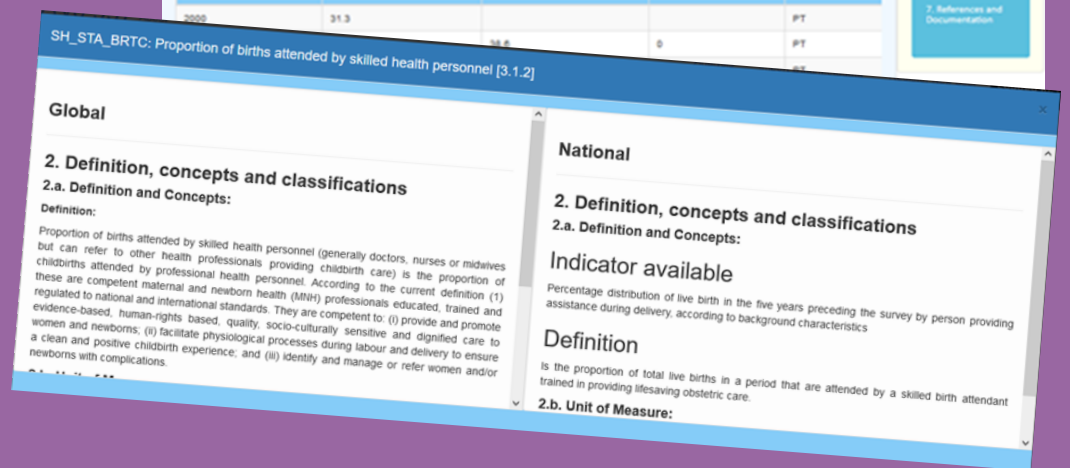 2000 31.3 PT
38.6 0 PT
PT
7. References and
Documentation
SH_STA_BRTC: Proportion of births attended by skilled health personnel [3.1.2]
×
Global
2. Definition, concepts and classifications
2.a. Definition and Concepts:
Definition:
Proportion of births attended by skilled health personnel (generally doctors, nurses or midwives
but can refer to other health professionals providing childbirth care) is the proportion of
childbirths attended by professional health personnel. According to the current definition (1)
these are competent maternal and newborn health (MNH) professionals educated, trained and
regulated to national and international standards. They are competent to: (i) provide and promote
evidence-based, human-rights based, quality, socio-culturally sensitive and dignified care to
women and newborns; (ii) facilitate physiological processes during labour and delivery to ensure
a clean and positive childbirth experience; and (iii) identify and manage or refer women and/or
newborns with complications.
National
2. Definition, concepts and classifications
2.a. Definition and Concepts:
Indicator available
Percentage distribution of live birth in the five years preceding the survey by person providing
assistance during delivery, according to background characteristics
Definition
Is the proportion of total live births in a period that are attended by a skilled birth attendant
trained in providing lifesaving obstetric care.
2.b. Unit of Measure: